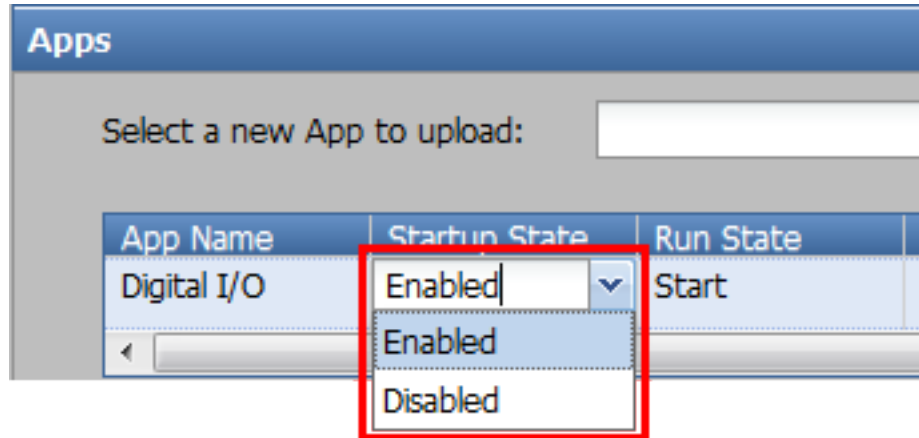 Apps
Select a new App to upload:
App Name Startup State Run State
Digital I/O Enabled Start
Enabled
Disabled